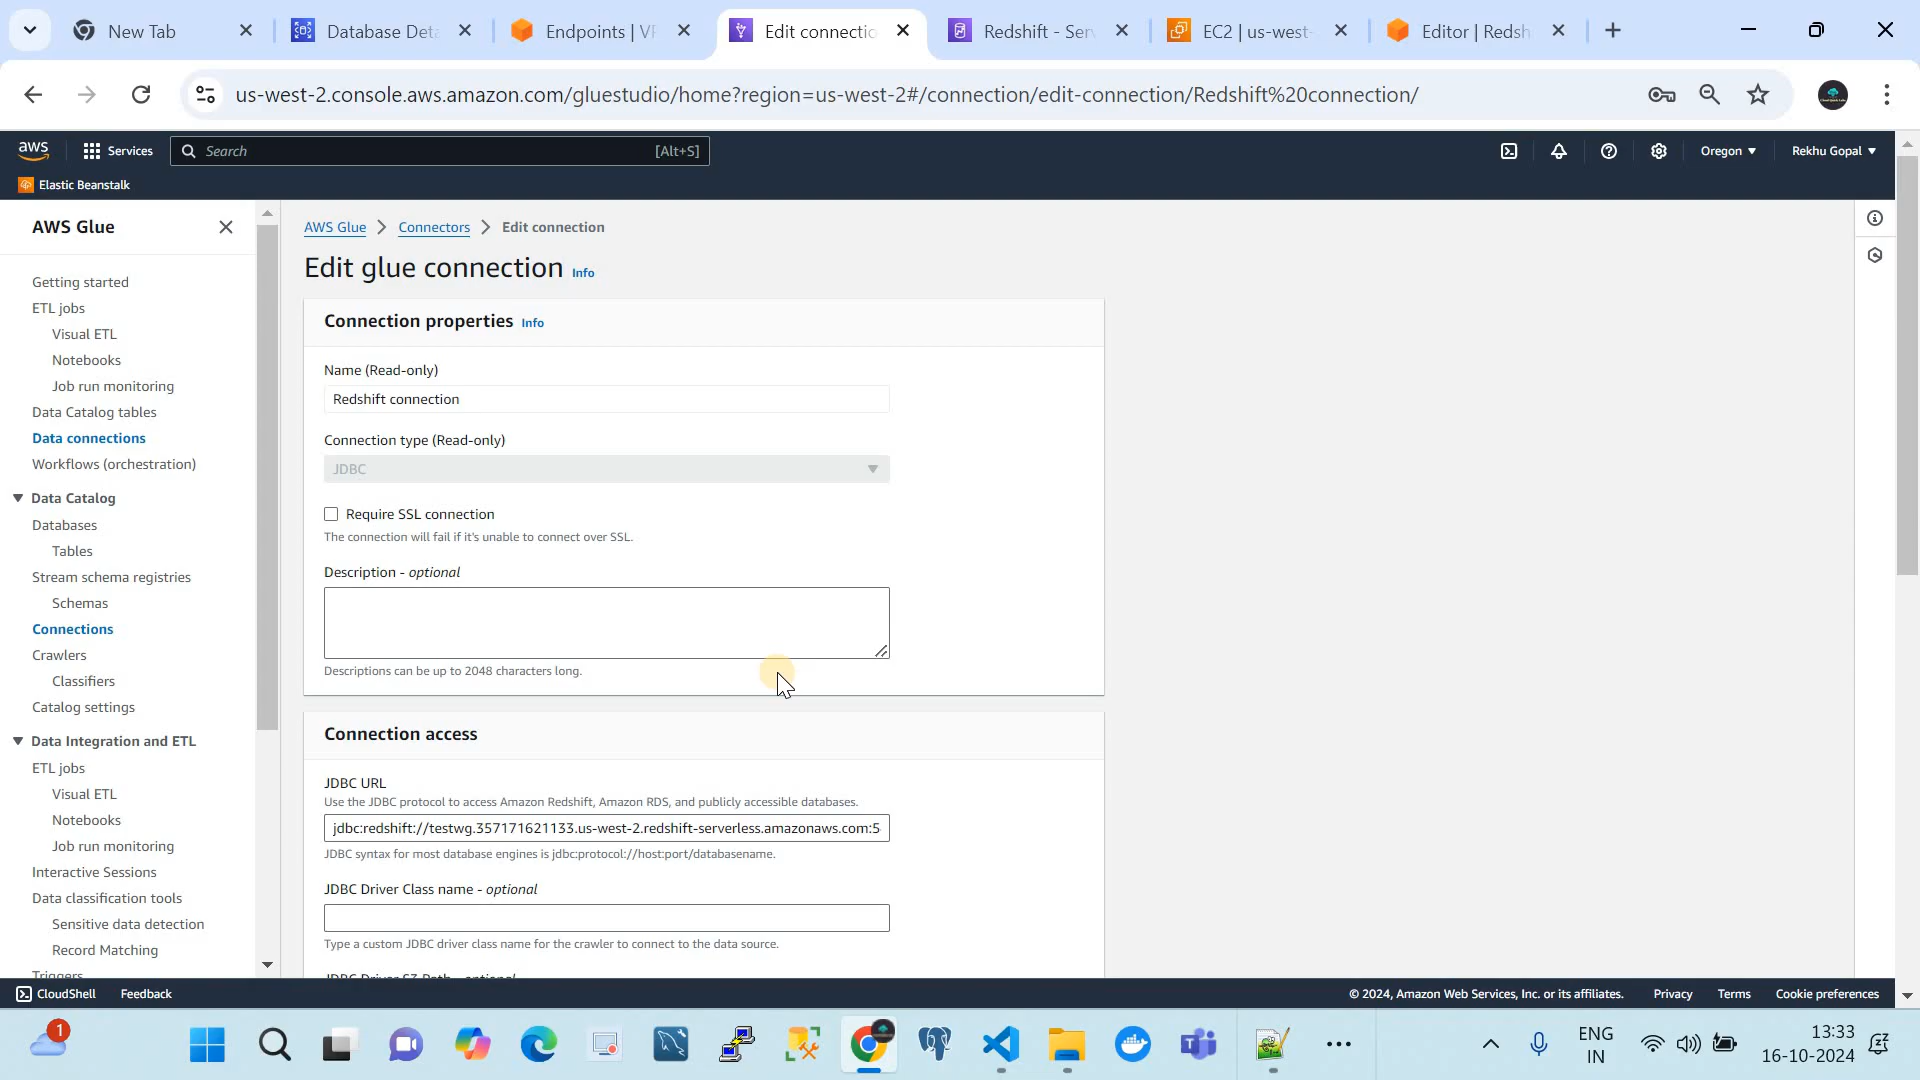 New Tab
Database Deta
Endpoints | VP
Edit connectio
Redshift - Serv
EC2 | us-west-
Editor | Redsh
us-west-2.console.aws.amazon.com/gluestudio/home?region=us-west-2#/connection/edit-connection/Redshift%20connection/
aws
Services
Search
[Alt+S]
Oregon
Rekhu Gopal
Elastic Beanstalk
AWS Glue
Getting started
ETL jobs
Visual ETL
Notebooks
Job run monitoring
Data Catalog tables
Data connections
Workflows (orchestration)
Data Catalog
Databases
Tables
Stream schema registries
Schemas
Connections
Crawlers
Classifiers
Catalog settings
Data Integration and ETL
ETL jobs
Visual ETL
Notebooks
Job run monitoring
Interactive Sessions
Data classification tools
Sensitive data detection
Record Matching
Triggers
AWS Glue
Connectors
Edit connection
Edit glue connection Info
Connection properties Info
Name (Read-only)
Redshift connection
Connection type (Read-only)
JDBC
Require SSL connection
The connection will fail if it's unable to connect over SSL.
Description - optional
Descriptions can be up to 2048 characters long.
Connection access
JDBC URL
Use the JDBC protocol to access Amazon Redshift, Amazon RDS, and publicly accessible databases.
jdbc:redshift://testwg.357171621133.us-west-2.redshift-serverless.amazonaws.com:5
JDBC syntax for most database engines is jdbc:protocol://host:port/databasename.
JDBC Driver Class name - optional
Type a custom JDBC driver class name for the crawler to connect to the data source.
JDBC Driver S3 Path - optional
CloudShell
Feedback
© 2024, Amazon Web Services, Inc. or its affiliates.
Privacy
Terms
Cookie preferences
1
ENG
IN
13:33
16-10-2024